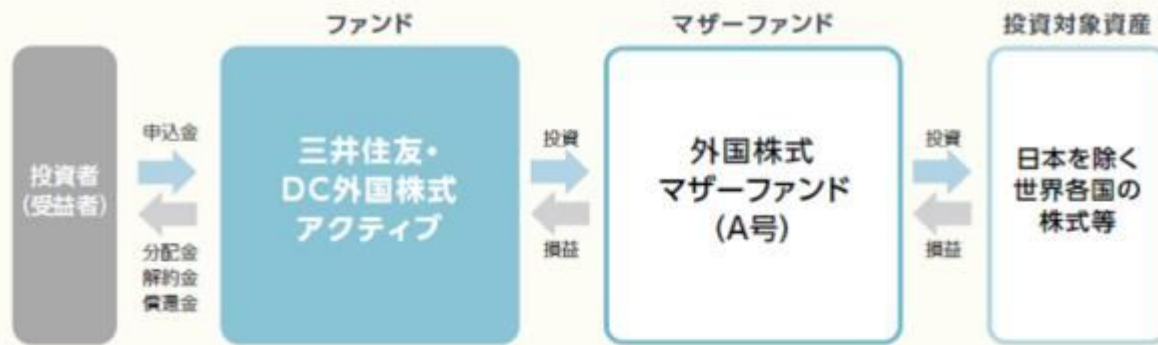 ファンド
マザーファンド
投資対象資産
投資者
(受益者)
申込金
分配金
解約金
償還金
三井住友・
DC外国株式
アクティブ
投資
損益
外国株式
マザーファンド
(A号)
投資
損益
日本を除く
世界各国の
株式等